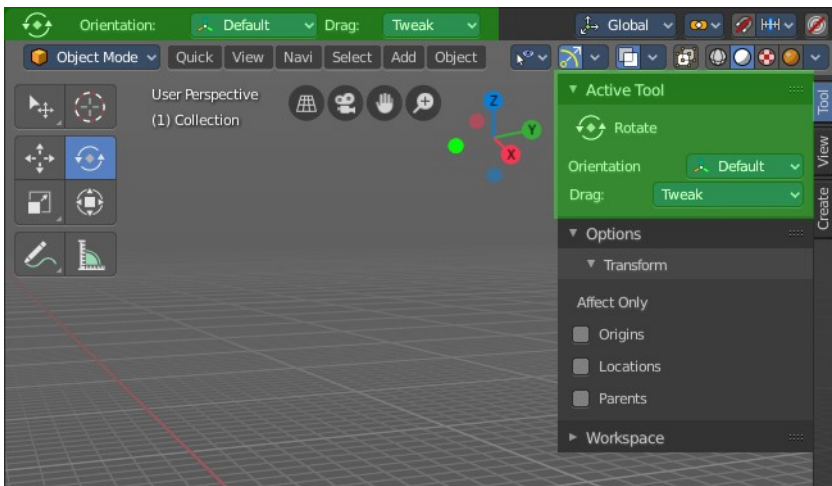 Orientation: Default Drag: Tweak Global
Object Mode Quick View Navi Select Add Object
User Perspective
(1) Collection
Z
Y
X
Active Tool
Rotate
Orientation Default
Drag: Tweak
Options
Transform
Affect Only
Origins
Locations
Parents
Workspace
Tool
View
Create